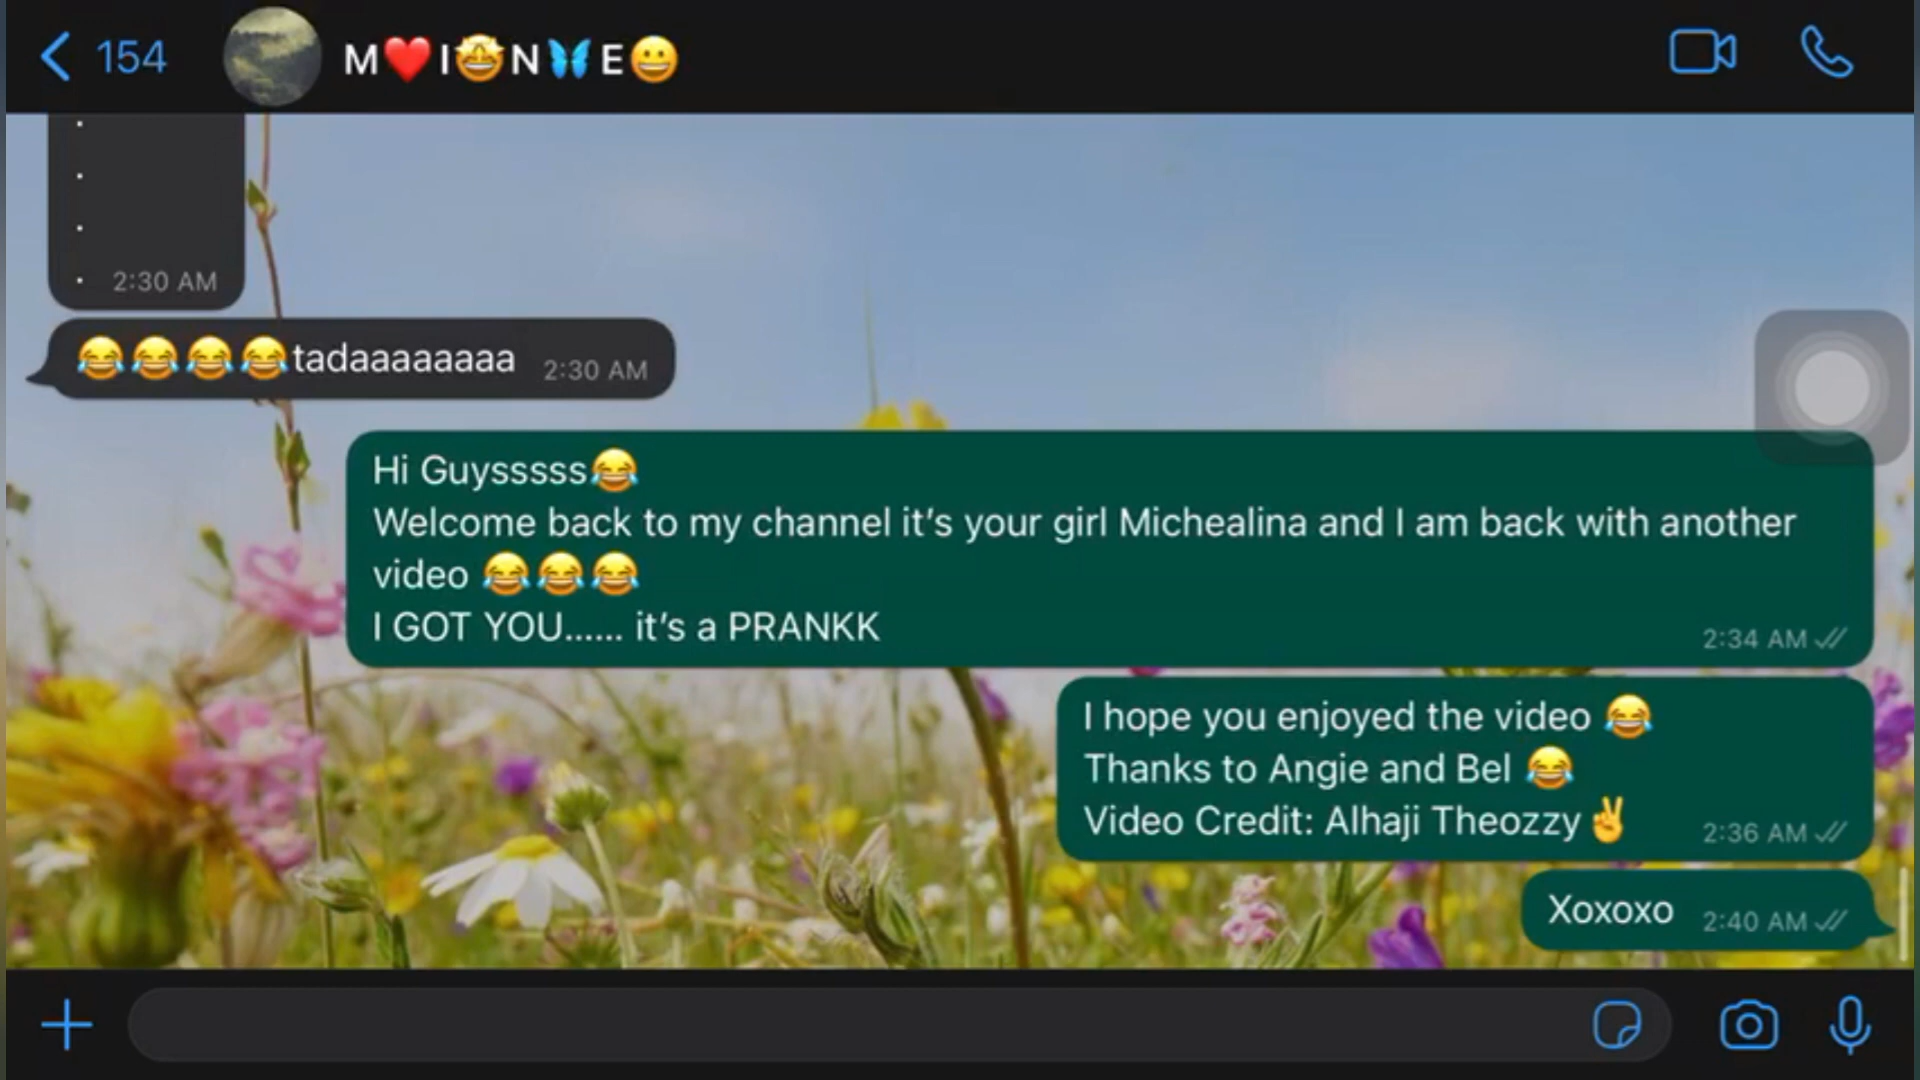 154 M❤️I🤩N🦋E😀
.
.
.
. 2:30 AM
😂😂😂😂tadaaaaaaaa 2:30 AM
Hi Guysssss😂
Welcome back to my channel it's your girl Michealina and I am back with another
video 😂😂😂
I GOT YOU...... it's a PRANKK
2:34 AM
I hope you enjoyed the video 😂
Thanks to Angie and Bel 😂
Video Credit: Alhaji Theozzy✌️ 2:36 AM
Xoxoxo 2:40 AM